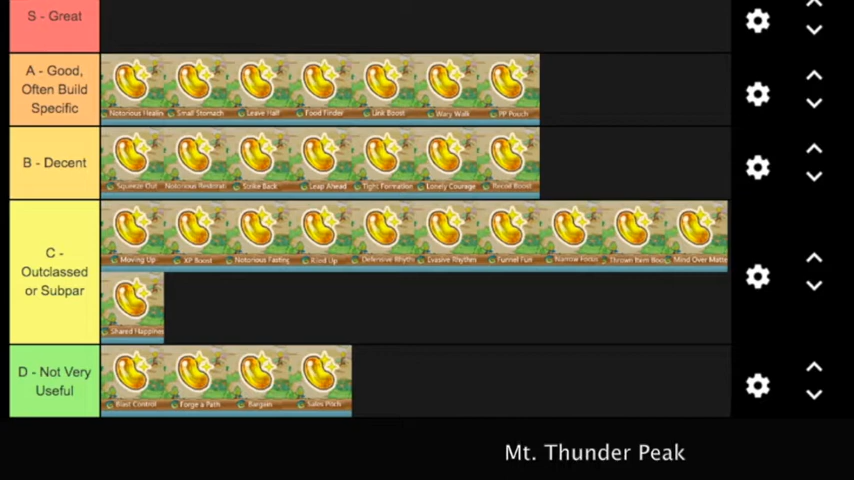 S - Great
A - Good,
Often Build
Specific
Notorious Healin Small Stomach Leave Half Food Finder Link Boost Wary Walk PP Pouch
B - Decent
Squeeze Out Notorious Restorati Strike Back Leap Ahead Tight Formation Lonely Courage Recoil Boost
C -
Outclassed
or Subpar
Moving Up XP Boost Notorious Fasting Riled Up Defensive Rhyth Evasive Rhythm Funnel Fun Narrow Focus Thrown Item Boo Mind Over Matte
Shared Happines
D - Not Very
Useful
Blast Control Forge a Path Bargain Sales Pitch
Mt. Thunder Peak